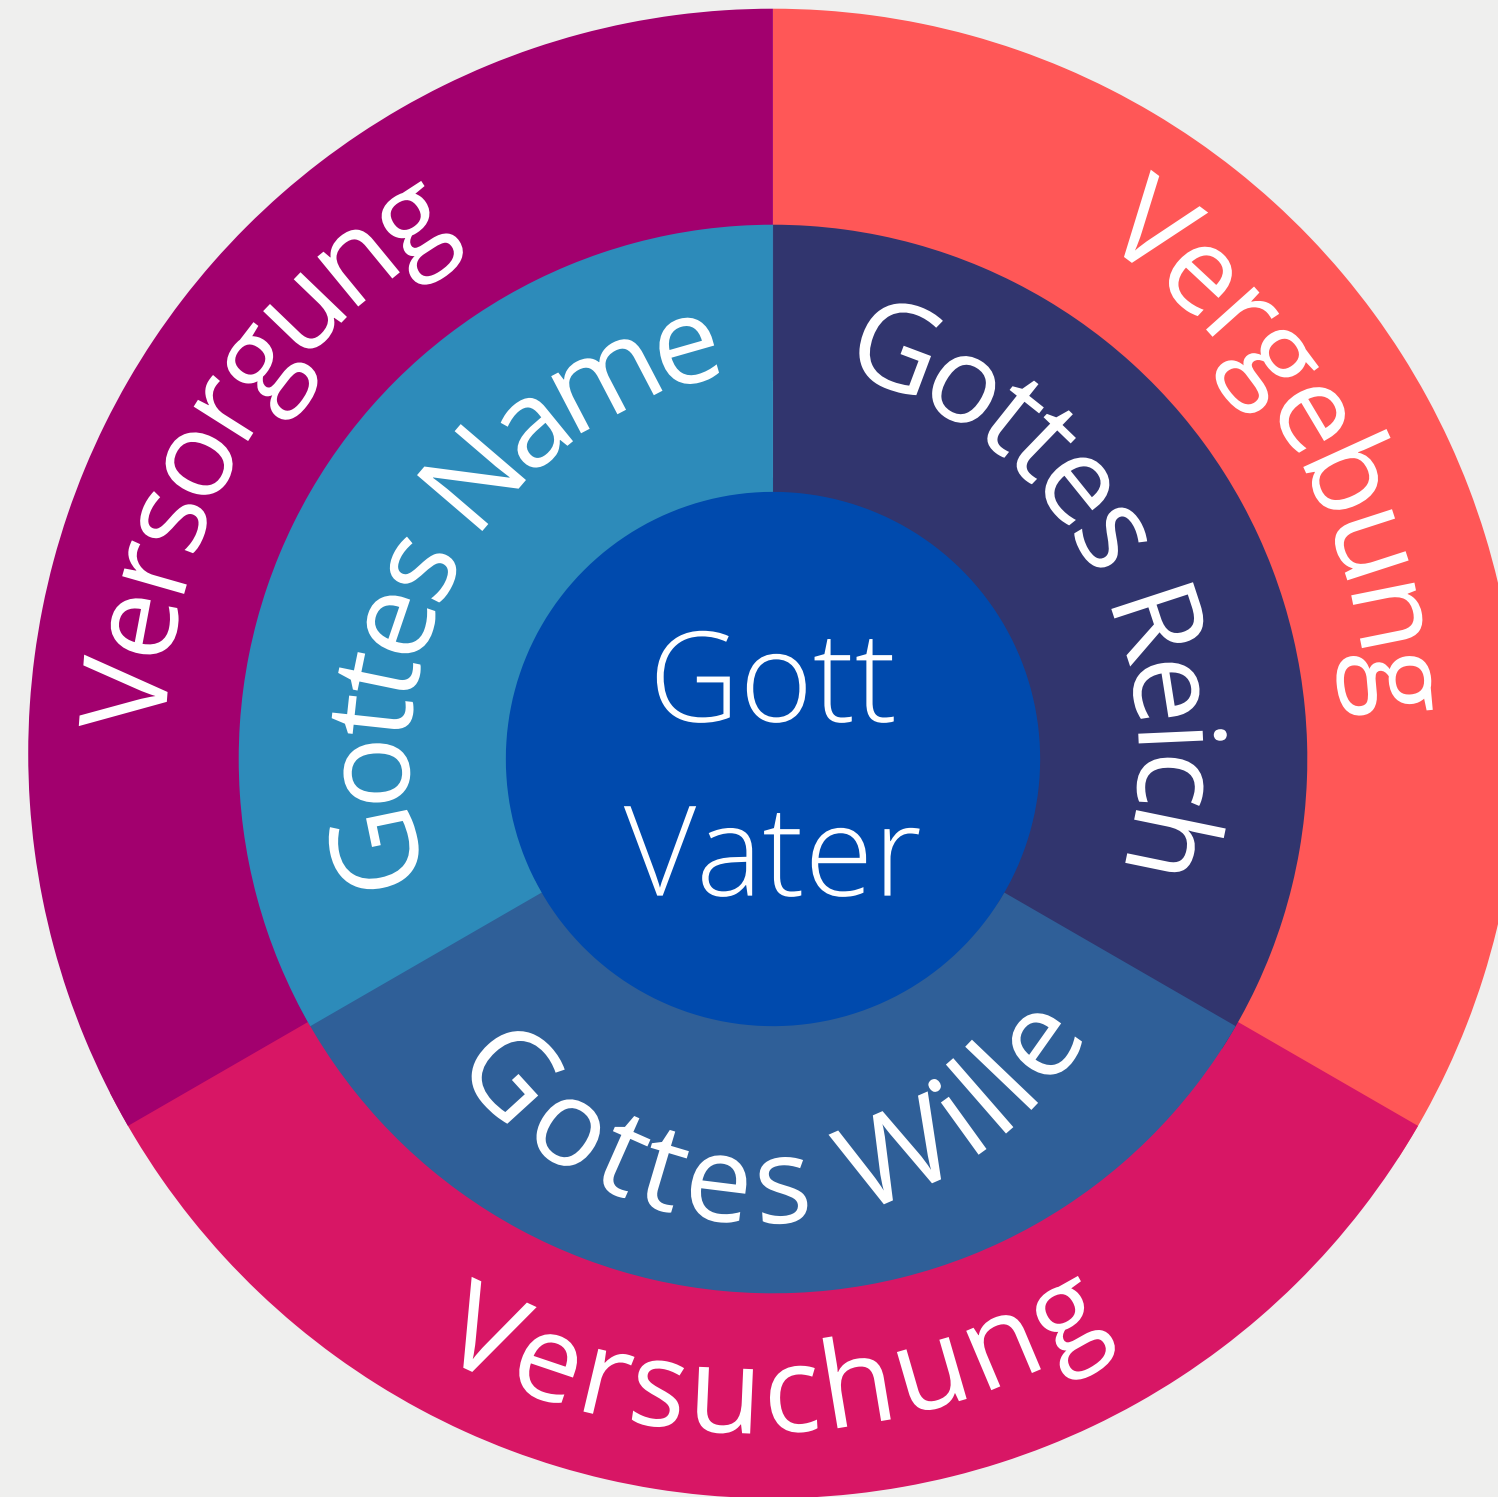 Versorgung
Vergebung
Gottes Name
Gottes Reich
Gott
Vater
Gottes Wille
Versuchung